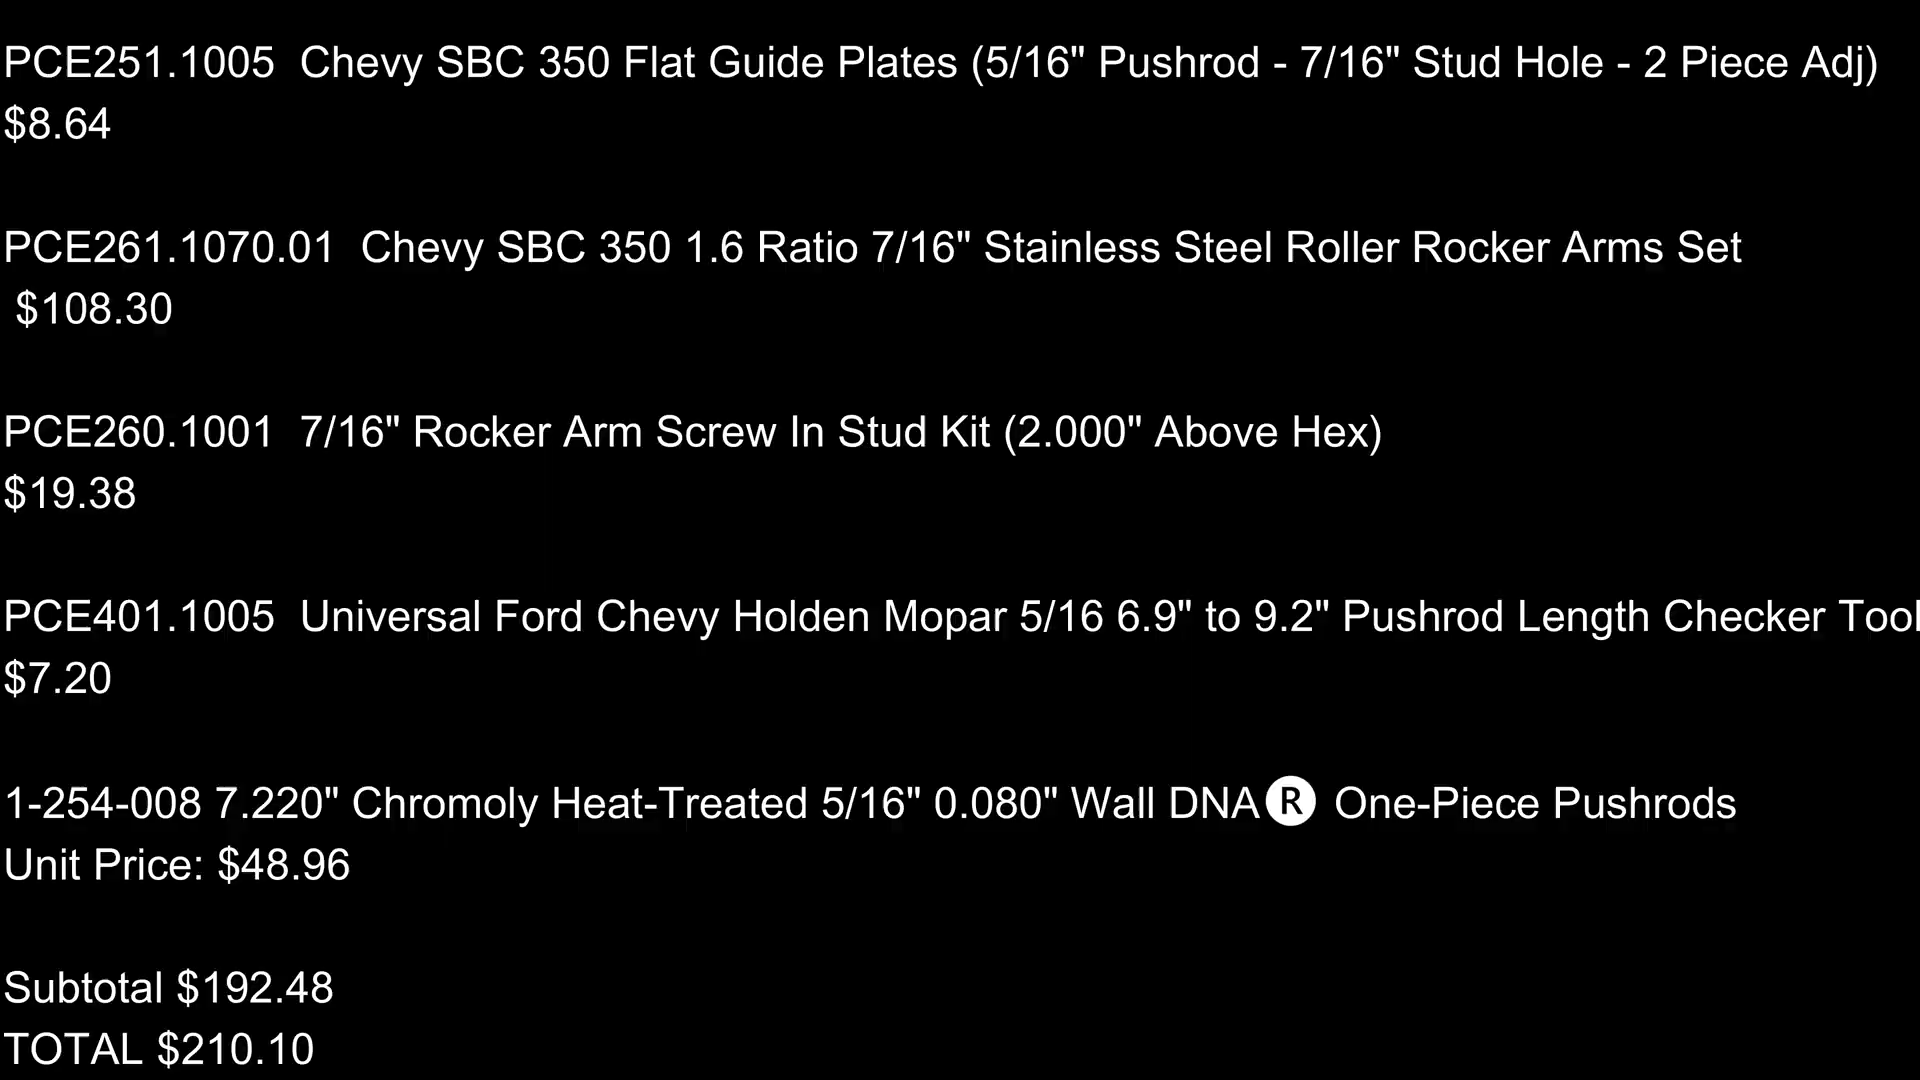 PCE251.1005  Chevy SBC 350 Flat Guide Plates (5/16" Pushrod - 7/16" Stud Hole - 2 Piece Adj)
$8.64
PCE261.1070.01  Chevy SBC 350 1.6 Ratio 7/16" Stainless Steel Roller Rocker Arms Set
$108.30
PCE260.1001  7/16" Rocker Arm Screw In Stud Kit (2.000" Above Hex)
$19.38
PCE401.1005  Universal Ford Chevy Holden Mopar 5/16 6.9" to 9.2" Pushrod Length Checker Tool
$7.20
1-254-008 7.220" Chromoly Heat-Treated 5/16" 0.080" Wall DNA® One-Piece Pushrods
Unit Price: $48.96
Subtotal $192.48
TOTAL $210.10